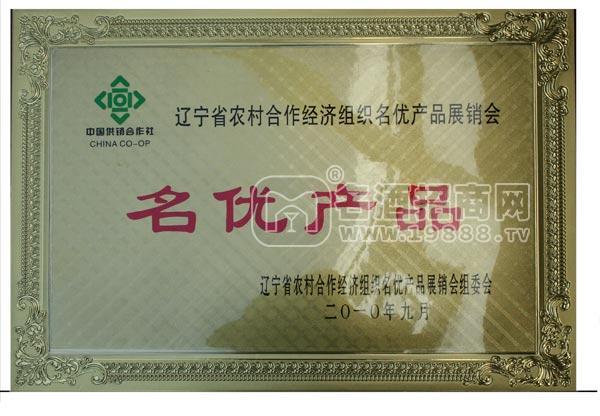 辽宁省农村合作经济组织名优产品展销会
中国供销合作社
CHINA CO-OP
名优产品
®
名酒招商网
www.19888.tv
辽宁省农村合作经济组织名优产品展销会组委会
二○一○年九月